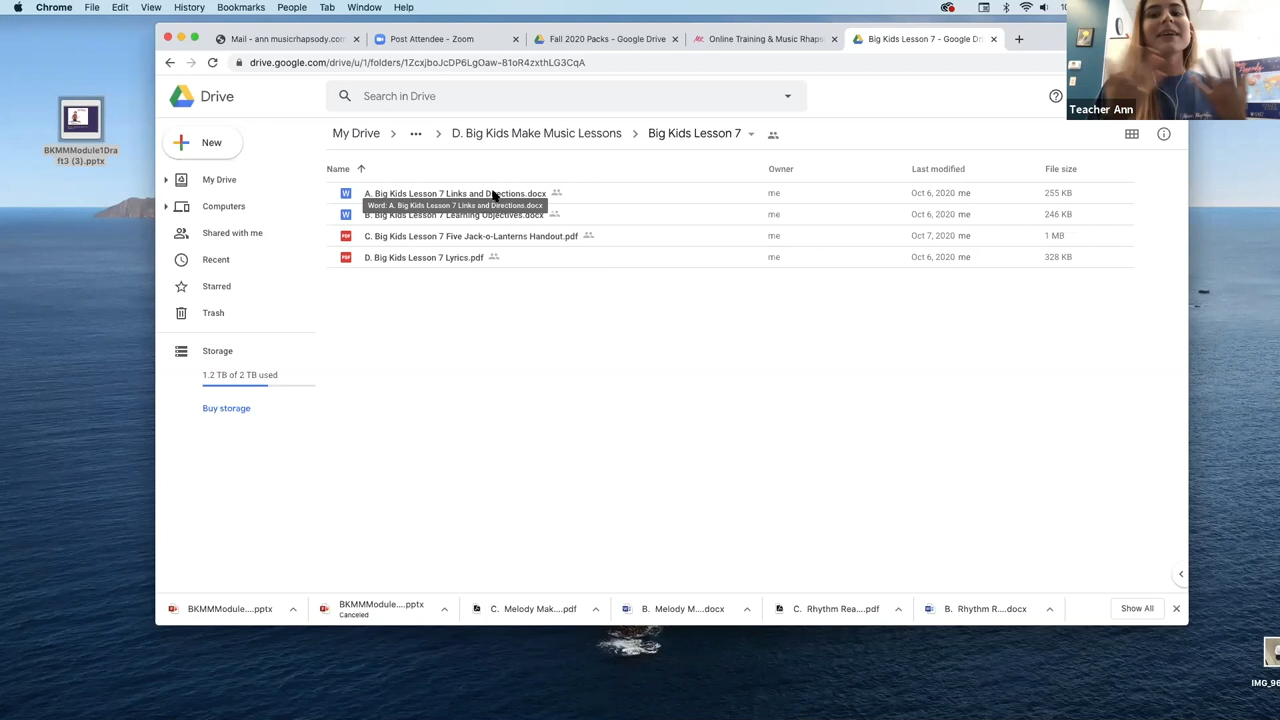 Chrome File Edit View History Bookmarks People Tab Window Help
Mail - ann musicrhapsody.com
Post Attendee - Zoom
Fall 2020 Packs - Google Drive
Online Training & Music Rhaps
Big Kids Lesson 7 - Google Dri
drive.google.com/drive/u/1/folders/1ZcxjboJcDP6LgOaw-81oR4zxthLG3CqA
Drive
Search in Drive
Teacher Ann
New
My Drive
D. Big Kids Make Music Lessons
Big Kids Lesson 7
Name
Owner
Last modified
File size
A. Big Kids Lesson 7 Links and Directions.docx
me
Oct 6, 2020 me
255 KB
Word: A. Big Kids Lesson 7 Links and Directions.docx
B. Big Kids Lesson 7 Learning Objectives.docx
me
Oct 6, 2020 me
246 KB
C. Big Kids Lesson 7 Five Jack-o-Lanterns Handout.pdf
me
Oct 7, 2020 me
1 MB
D. Big Kids Lesson 7 Lyrics.pdf
me
Oct 6, 2020 me
328 KB
My Drive
Computers
Shared with me
Recent
Starred
Trash
Storage
1.2 TB of 2 TB used
Buy storage
BKMMModule1Dra
ft3 (3).pptx
BKMMModule....pptx
BKMMModule....pptx
Canceled
C. Melody Mak....pdf
B. Melody M....docx
C. Rhythm Rea....pdf
B. Rhythm R....docx
Show All
IMG_96